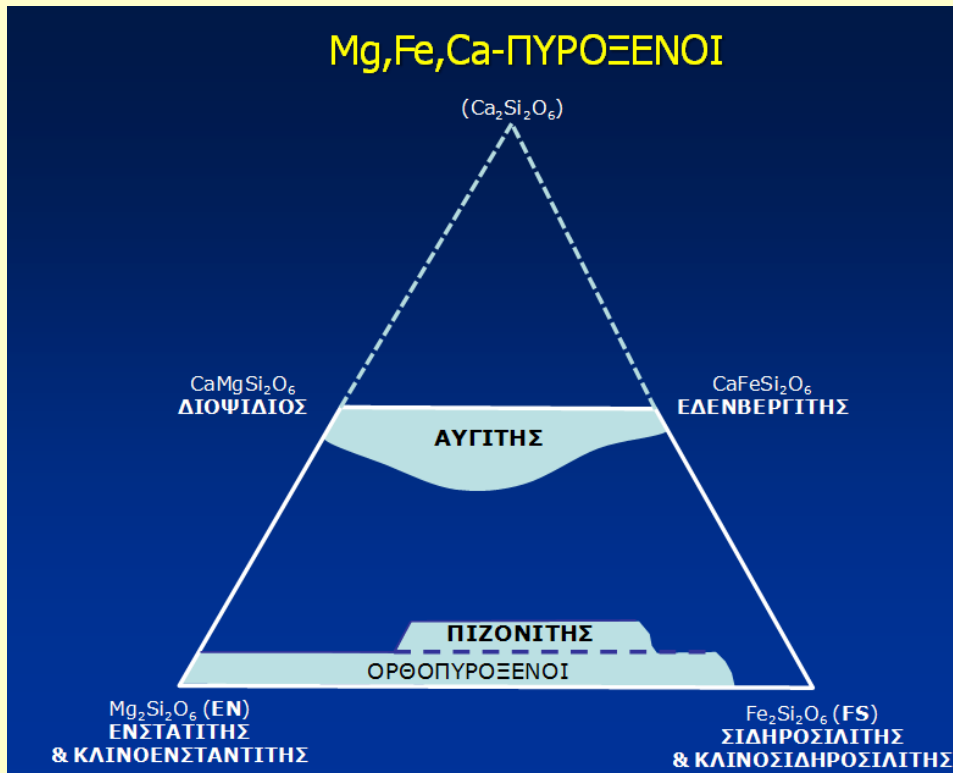 Mg,Fe,Ca-ΠΥΡΟΞΕΝΟΙ
(Ca₂Si₂O₆)
CaMgSi₂O₆
ΔΙΟΨΙΔΙΟΣ
CaFeSi₂O₆
ΕΔΕΝΒΕΡΓΙΤΗΣ
ΑΥΓΙΤΗΣ
ΠΙΖΟΝΙΤΗΣ
ΟΡΘΟΠΥΡΟΞΕΝΟΙ
Mg₂Si₂O₆ (EN)
ΕΝΣΤΑΤΙΤΗΣ
& ΚΛΙΝΟΕΝΣΤΑΝΤΙΤΗΣ
Fe₂Si₂O₆ (FS)
ΣΙΔΗΡΟΣΙΛΙΤΗΣ
& ΚΛΙΝΟΣΙΔΗΡΟΣΙΛΙΤΗΣ